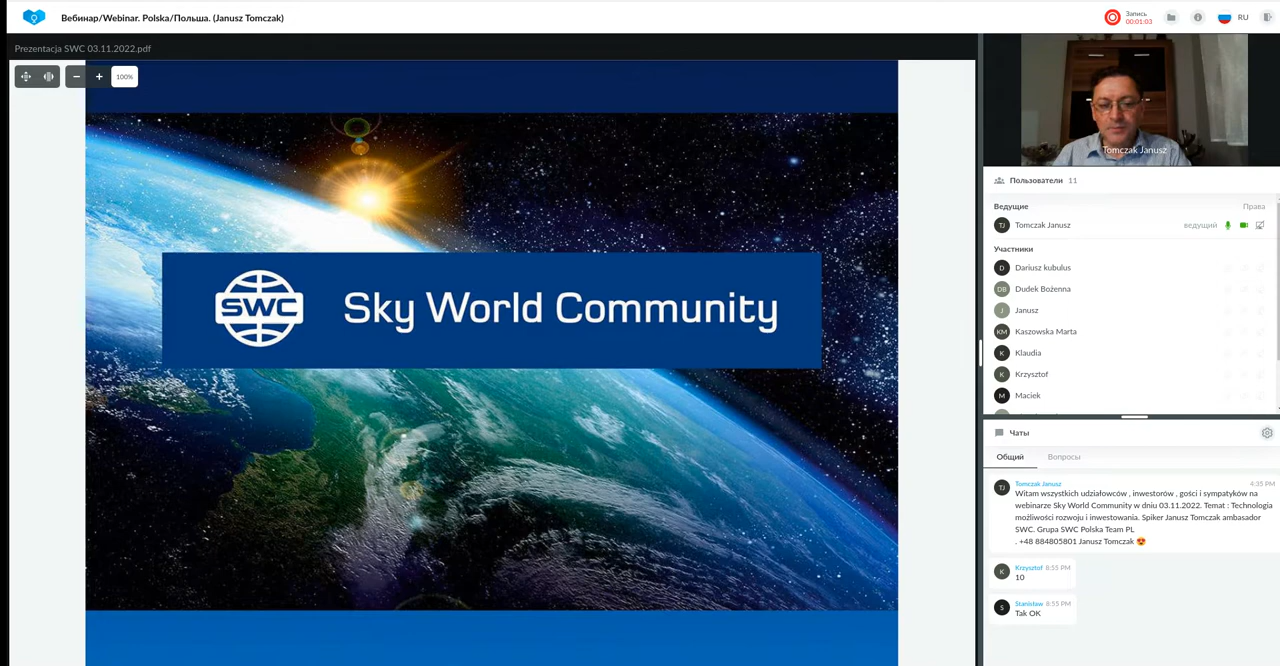 Вебинар/Webinar. Polska/Польша. (Janusz Tomczak)
Запись
00:01:03
RU
Prezentacja SWC 03.11.2022.pdf
100%
SWC
Sky World Community
Tomczak Janusz
Пользователи 11
Ведущие Права
TJ Tomczak Janusz ведущий
Участники
D Dariusz kubulus
DB Dudek Bożenna
J Janusz
KM Kaszowska Marta
K Klaudia
K Krzysztof
M Maciek
Чаты
Общий Вопросы
TJ Tomczak Janusz 4:35 PM
Witam wszystkich udziałowców , inwestorów , gości i sympatyków na
webinarze Sky World Community w dniu 03.11.2022. Temat : Technologia
możliwości rozwoju i inwestowania. Spiker Janusz Tomczak ambasador
SWC. Grupa SWC Polska Team PL
. +48 884805801 Janusz Tomczak 😍
K Krzysztof 8:55 PM
10
S Stanisław 8:55 PM
Tak OK